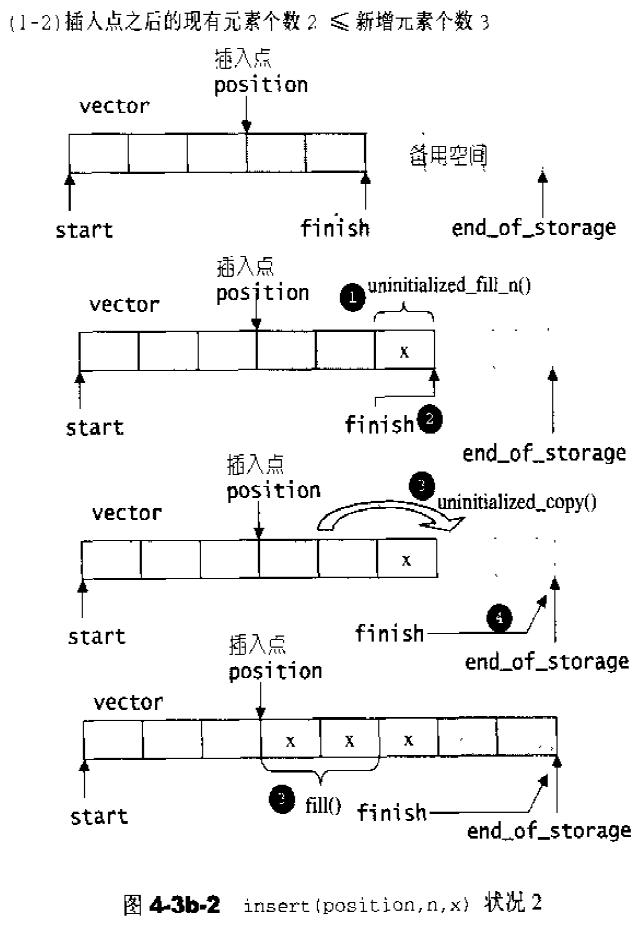 (1-2)插入点之后的现有元素个数2 ≤ 新增元素个数3
插入点
position
vector
备用空间
start
finish
end_of_storage
插入点
position
1 uninitialized_fill_n()
vector
x
start
finish 2
end_of_storage
插入点
position
3 uninitialized_copy()
vector
x
4
start
finish
end_of_storage
插入点
position
vector
x x x
fill()
finish
start
end_of_storage
图 4-3b-2 insert(position,n,x) 状况2